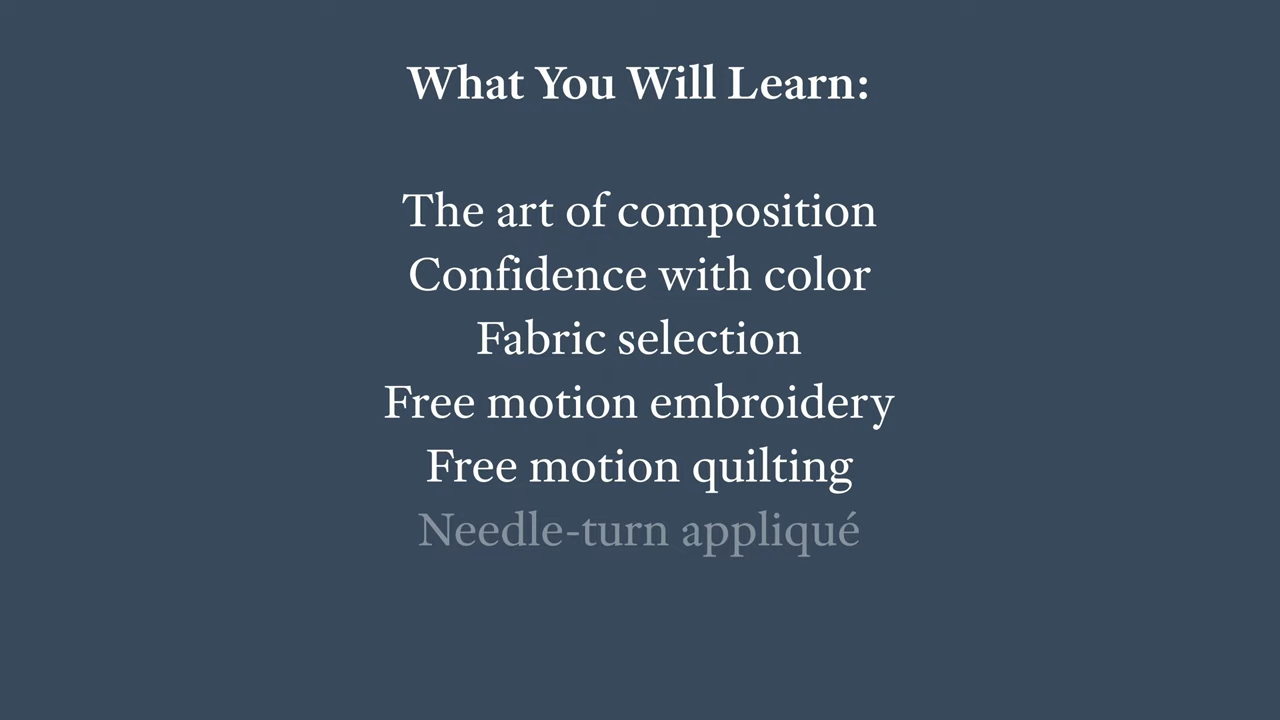 What You Will Learn:
The art of composition
Confidence with color
Fabric selection
Free motion embroidery
Free motion quilting
Needle-turn appliqué